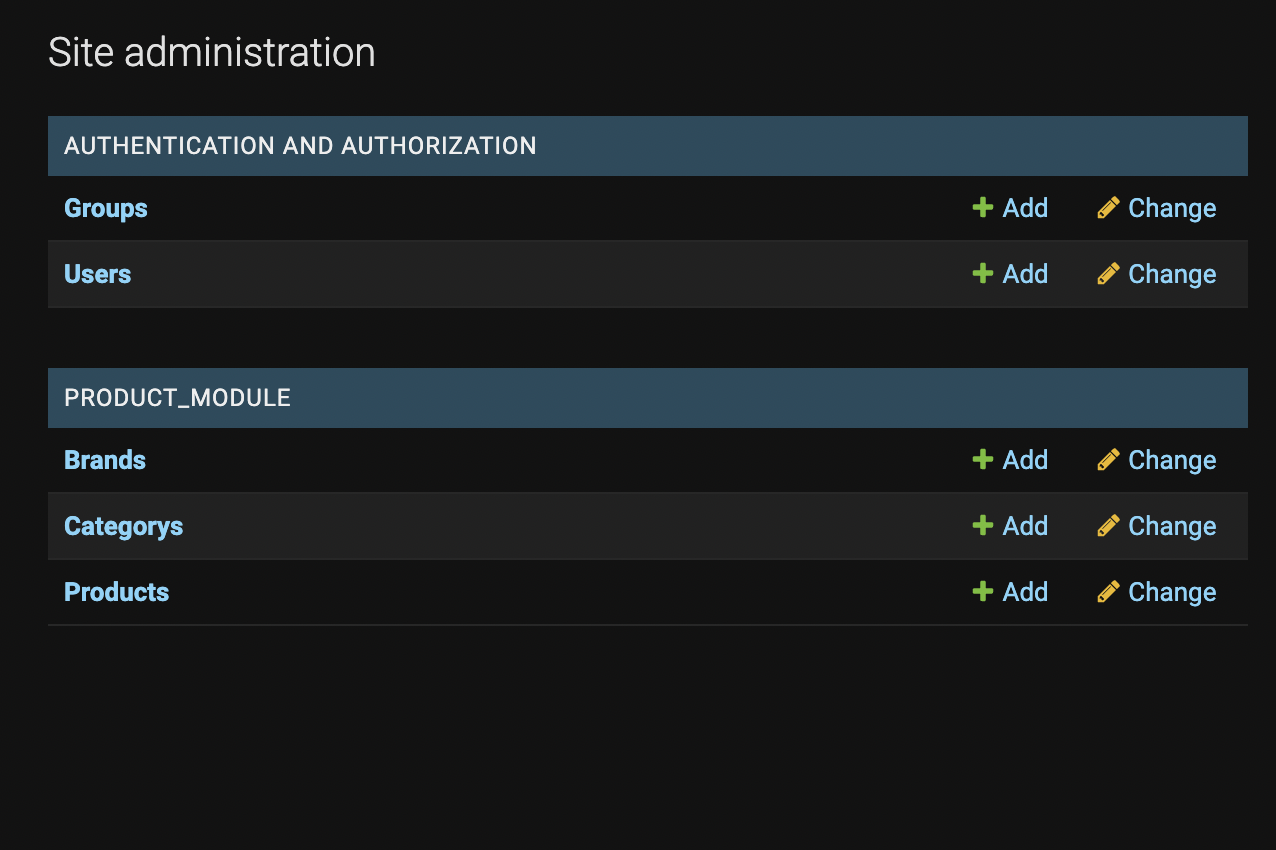 Site administration
AUTHENTICATION AND AUTHORIZATION
Groups Add Change
Users Add Change
PRODUCT_MODULE
Brands Add Change
Categorys Add Change
Products Add Change